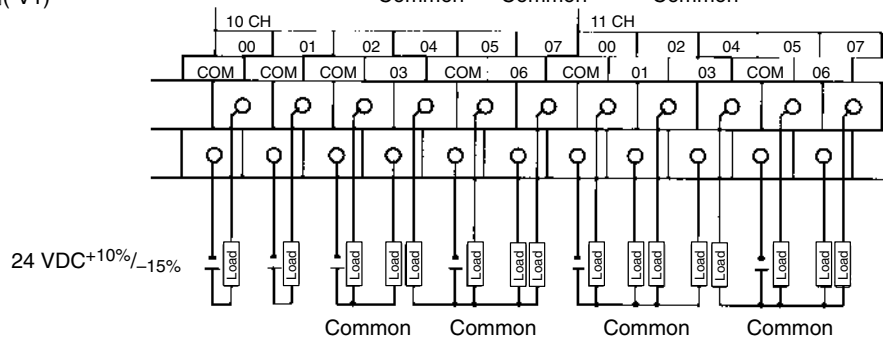 (V1)
Common Common Common
10 CH 11 CH
00 01 02 04 05 07 00 02 04 05 07
COM COM COM 03 COM 06 COM 01 03 COM 06
Load Load Load Load Load Load Load Load Load Load Load Load Load Load Load Load
24 VDC+10%/–15%
Common Common Common Common